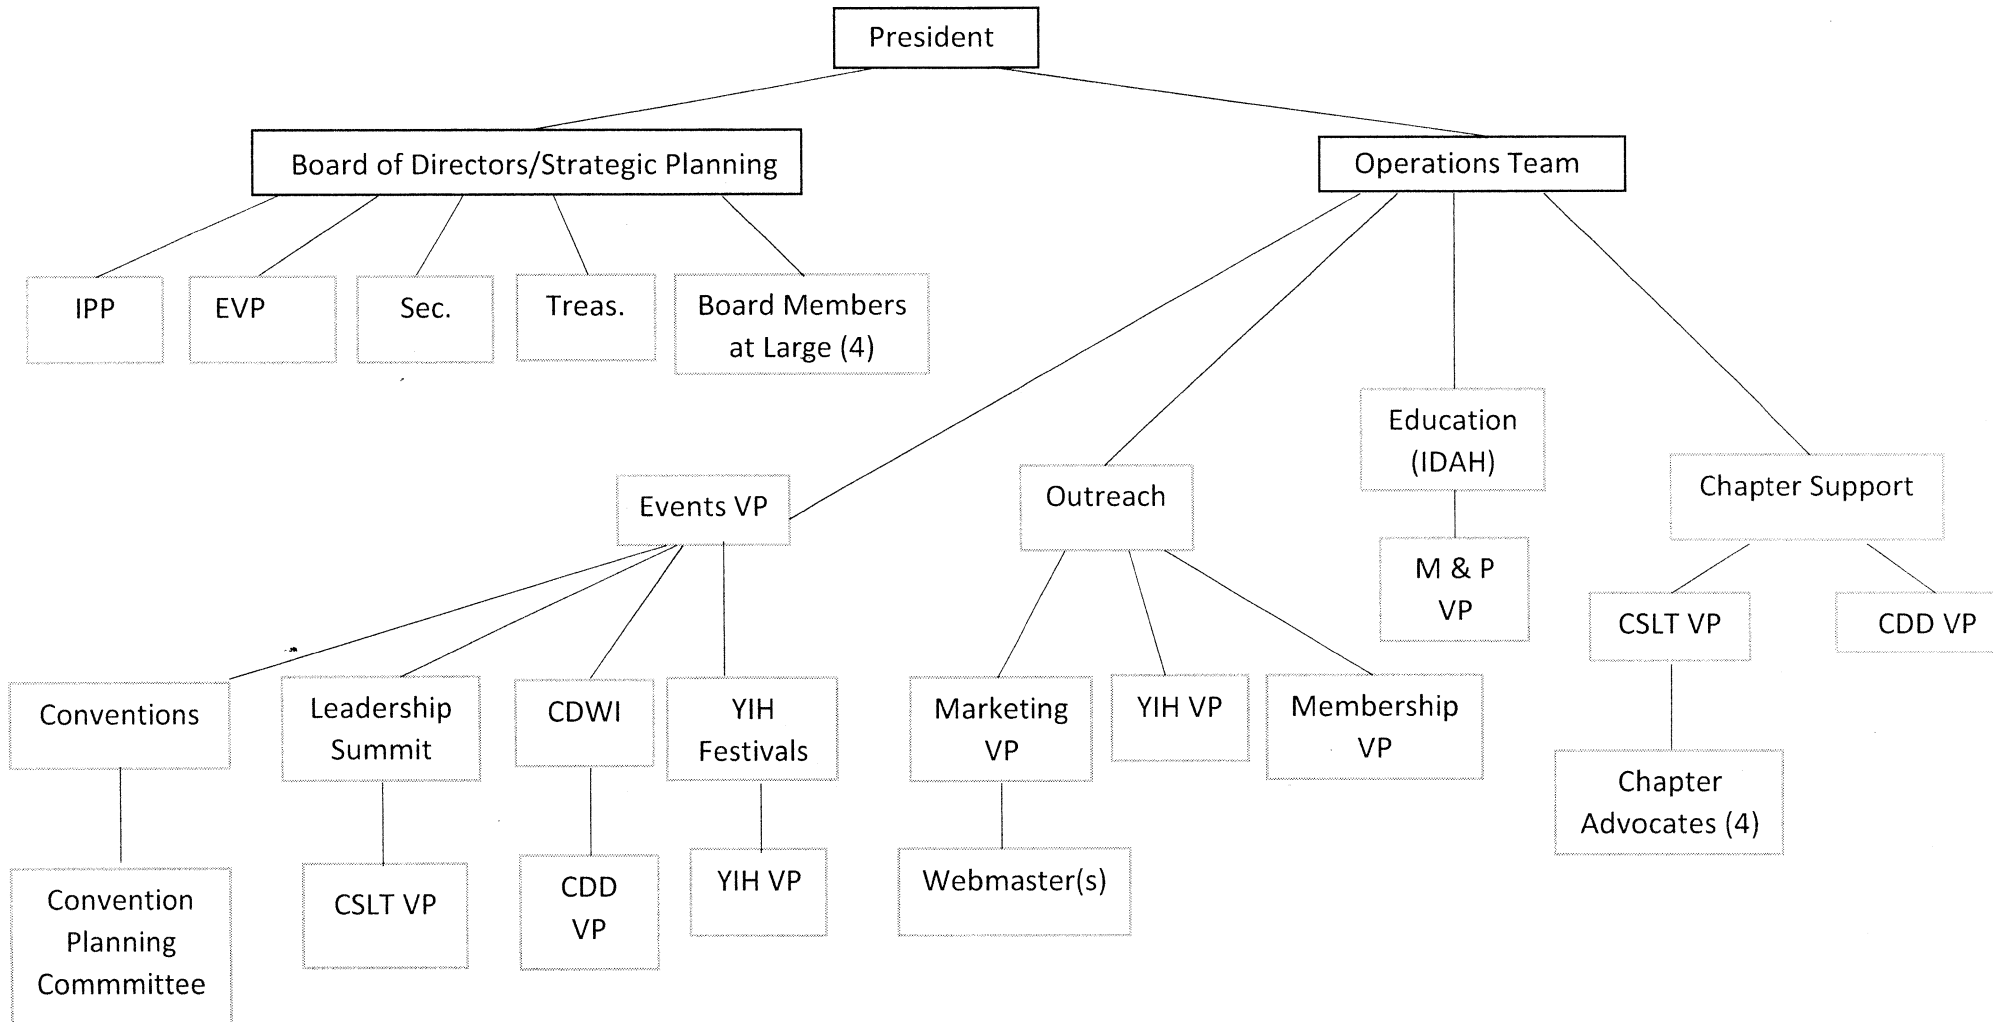 President
Board of Directors/Strategic Planning
Operations Team
IPP
EVP
Sec.
Treas.
Board Members
at Large (4)
Education
(IDAH)
Events VP
Outreach
Chapter Support
M & P
VP
CSLT VP
CDD VP
Conventions
Leadership
Summit
CDWI
YIH
Festivals
Marketing
VP
YIH VP
Membership
VP
Chapter
Advocates (4)
Convention
Planning
Commmittee
CSLT VP
CDD
VP
YIH VP
Webmaster(s)